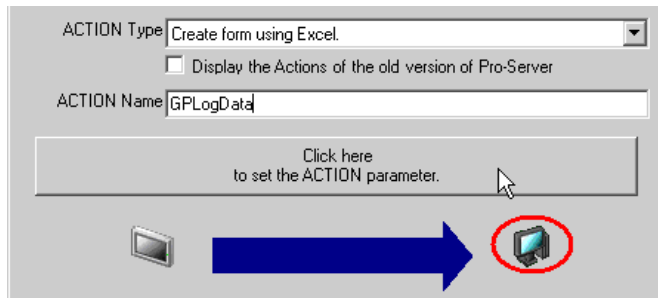 ACTION Type Create form using Excel.
Display the Actions of the old version of Pro-Server
ACTION Name GPLogData
Click here
to set the ACTION parameter.